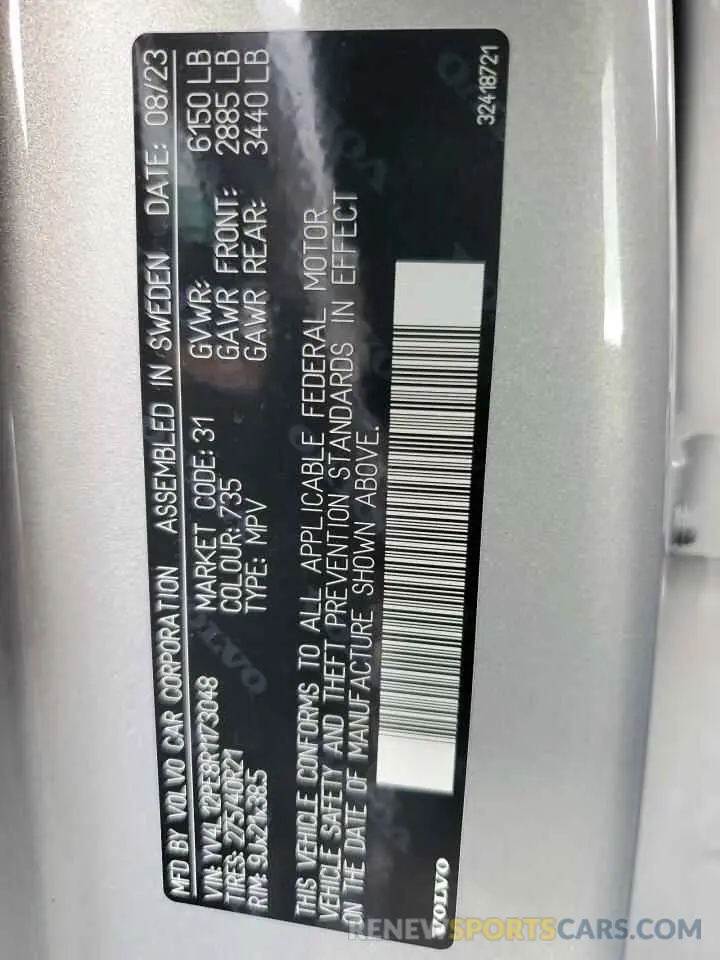 MFD BY VOLVO CAR CORPORATION ASSEMBLED IN SWEDEN DATE: 08/23
VIN: YV4L12PE8R1173048 MARKET CODE: 31 GVWR: 6150 LB
TIRES: 275/40R21 COLOUR: 735 GAWR FRONT: 2885 LB
RIM: 9Jx21x38.5 TYPE: MPV GAWR REAR: 3440 LB
THIS VEHICLE CONFORMS TO ALL APPLICABLE FEDERAL MOTOR
VEHICLE SAFETY AND THEFT PREVENTION STANDARDS IN EFFECT
ON THE DATE OF MANUFACTURE SHOWN ABOVE.
VOLVO 32418721
RENEWSPORTSCARS.COM